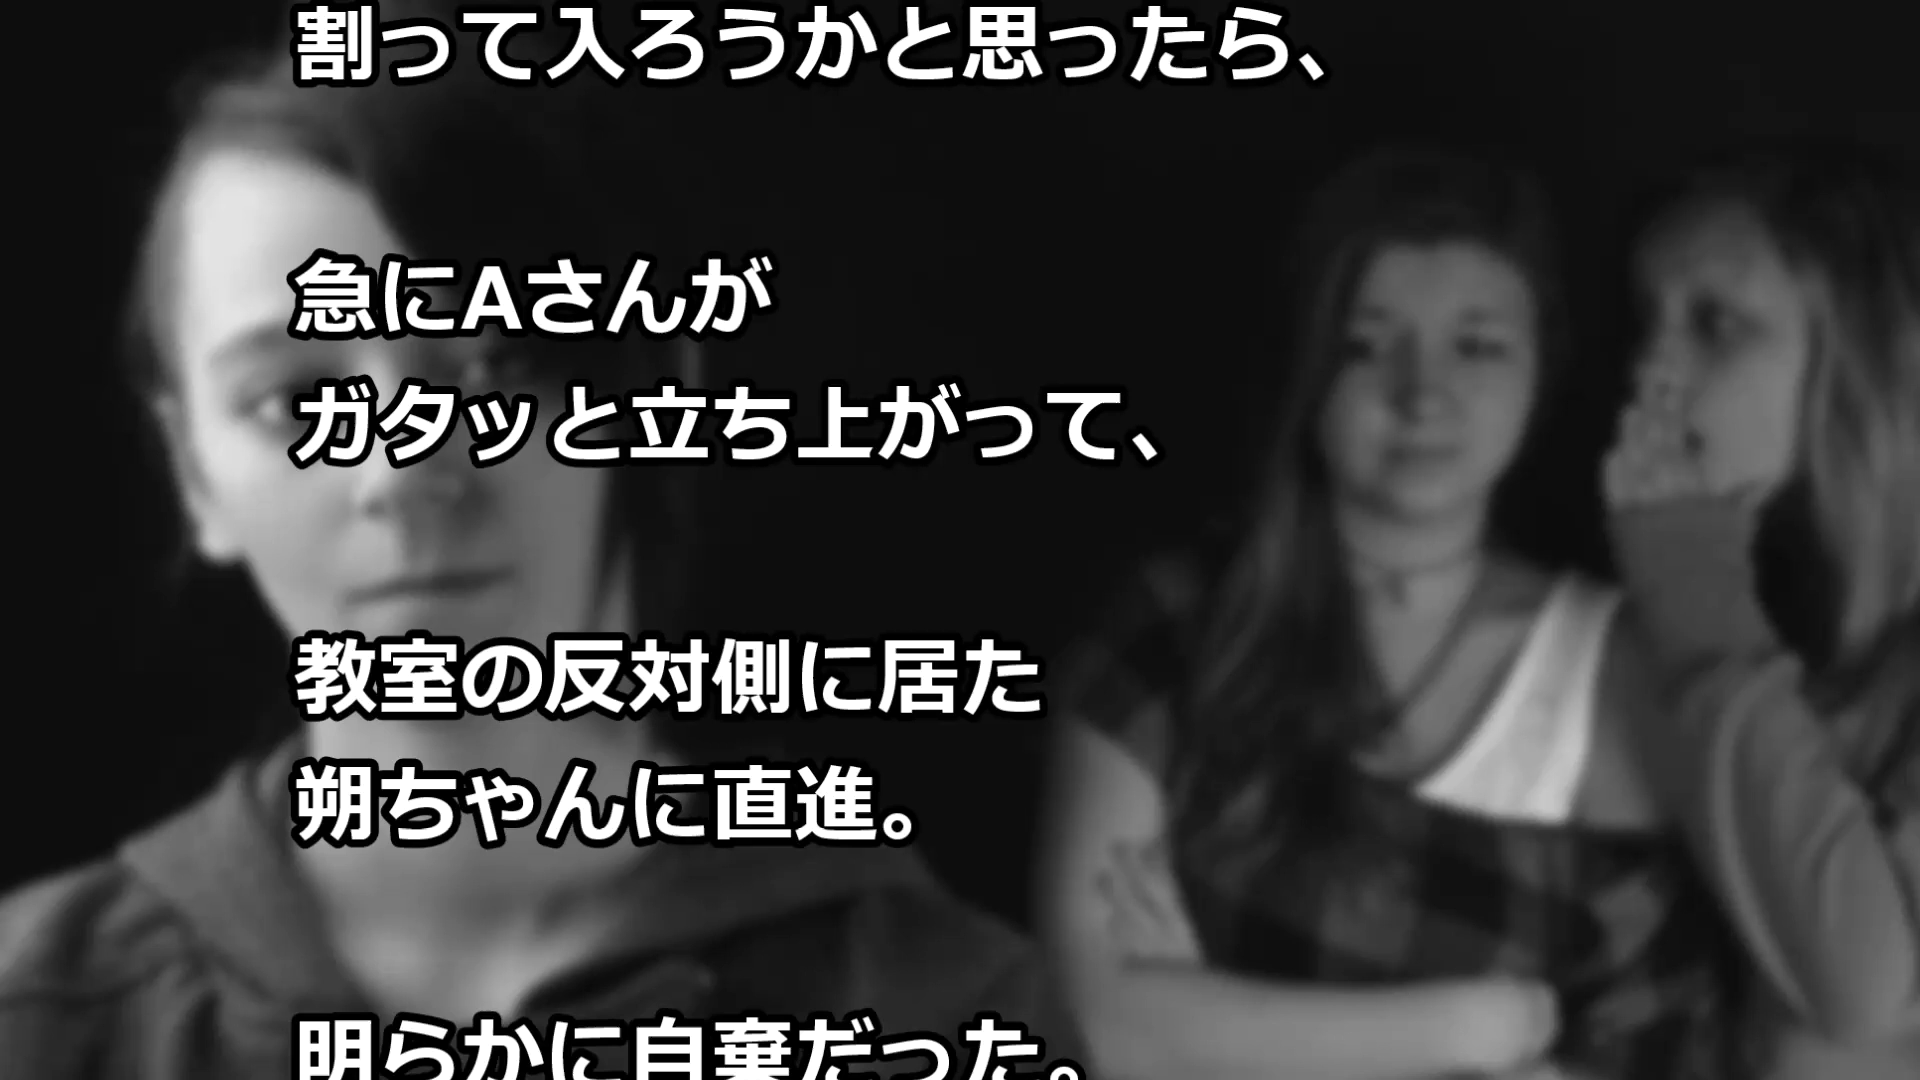 割って入ろうかと思ったら、
急にAさんが
ガタッと立ち上がって、
教室の反対側に居た
朔ちゃんに直進。
明らかに自棄だった。